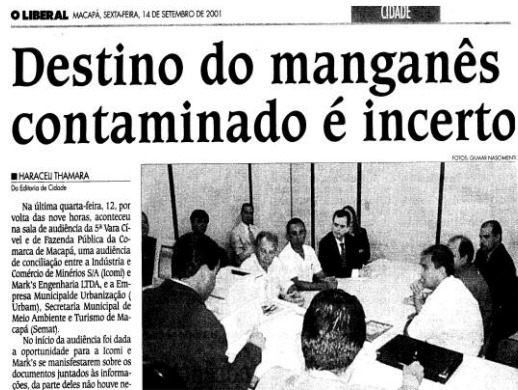 O LIBERAL MACAPÁ, SEXTA-FEIRA, 14 DE SETEMBRO DE 2001
CIDADE
Destino do manganês
contaminado é incerto
FOTOS: GILMAR NASCIMENTO
■ HARACELI THAMARA
Da Editoria de Cidade
Na última quarta-feira, 12, por
volta das nove horas, aconteceu
na sala de audiência da 5ª Vara Cí-
vel e de Fazenda Pública da Co-
marca de Macapá, uma audiência
de conciliação entre a Indústria e
Comércio de Minérios S/A (Icomi) e
Mark's Engenharia LTDA, e a Em-
presa Municipalde Urbanização (
Urbam), Secretaria Municipal de
Meio Ambiente e Turismo de Ma-
capá (Semat).
No início da audiência foi dada
a oportunidade para a Icomi e
Mark's se manifestarem sobre os
documentos juntados às informa-
ções, da parte deles não houve ne-